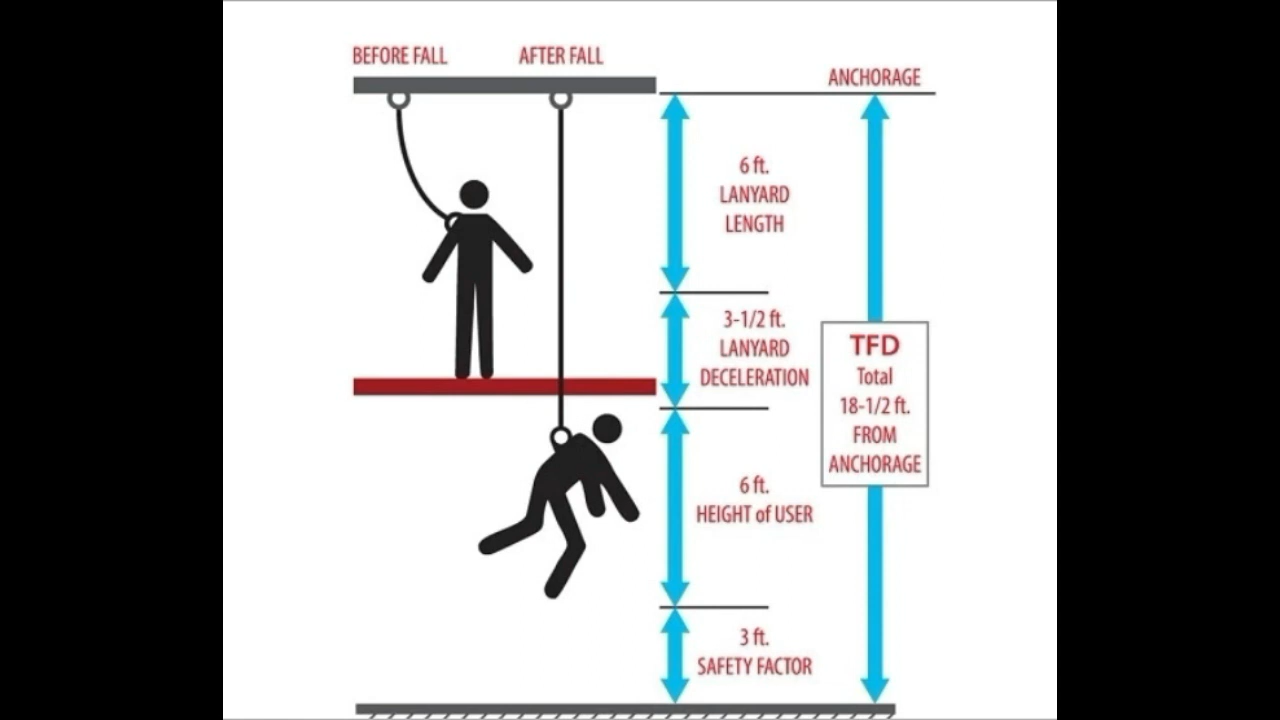 BEFORE FALL
AFTER FALL
ANCHORAGE
6 ft.
LANYARD
LENGTH
3-1/2 ft.
LANYARD
DECELERATION
TFD
Total
18-1/2 ft.
FROM
ANCHORAGE
6 ft.
HEIGHT of USER
3 ft.
SAFETY FACTOR